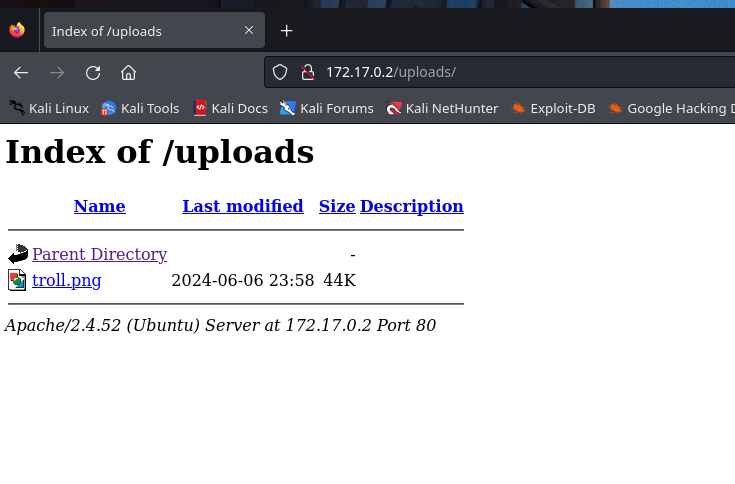 Index of /uploads
172.17.0.2/uploads/
Kali Linux Kali Tools Kali Docs Kali Forums Kali NetHunter Exploit-DB Google Hacking D
Index of /uploads
Name Last modified Size Description
Parent Directory -
troll.png 2024-06-06 23:58 44K
Apache/2.4.52 (Ubuntu) Server at 172.17.0.2 Port 80